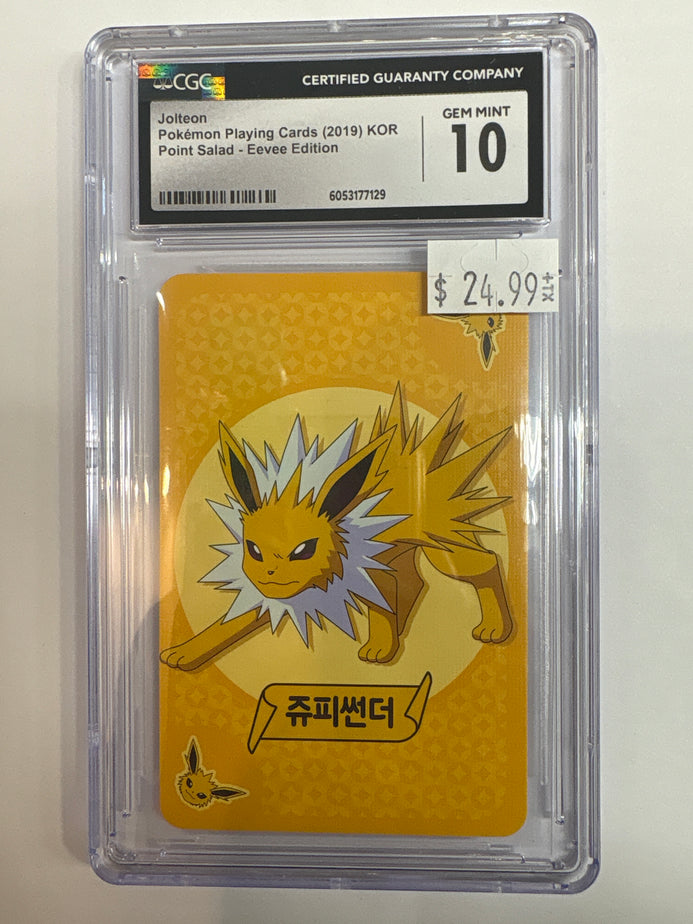 CGC
CERTIFIED GUARANTY COMPANY
Jolteon
Pokémon Playing Cards (2019) KOR
Point Salad - Eevee Edition
6053177129
GEM MINT
10
$ 24.99 +TX
쥬피썬더